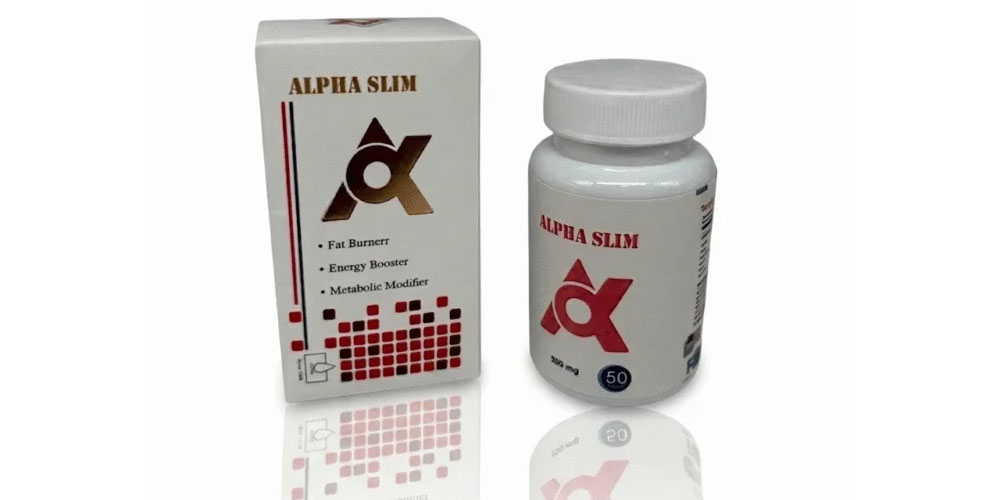 ALPHA SLIM
• Fat Burnerr
• Energy Booster
• Metabolic Modifier
ALPHA SLIM
50